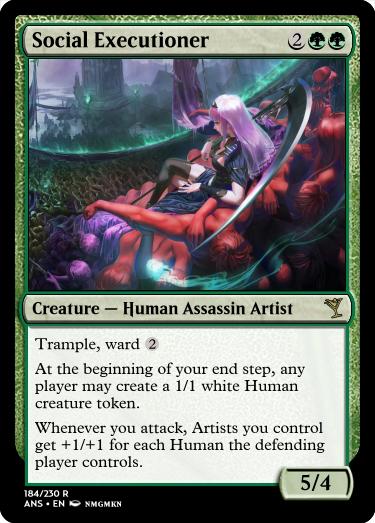 Social Executioner 2
Creature — Human Assassin Artist
Trample, ward 2
At the beginning of your end step, any
player may create a 1/1 white Human
creature token.
Whenever you attack, Artists you control
get +1/+1 for each Human the defending
player controls.
5/4
184/230 R
ANS • EN NMGMKN